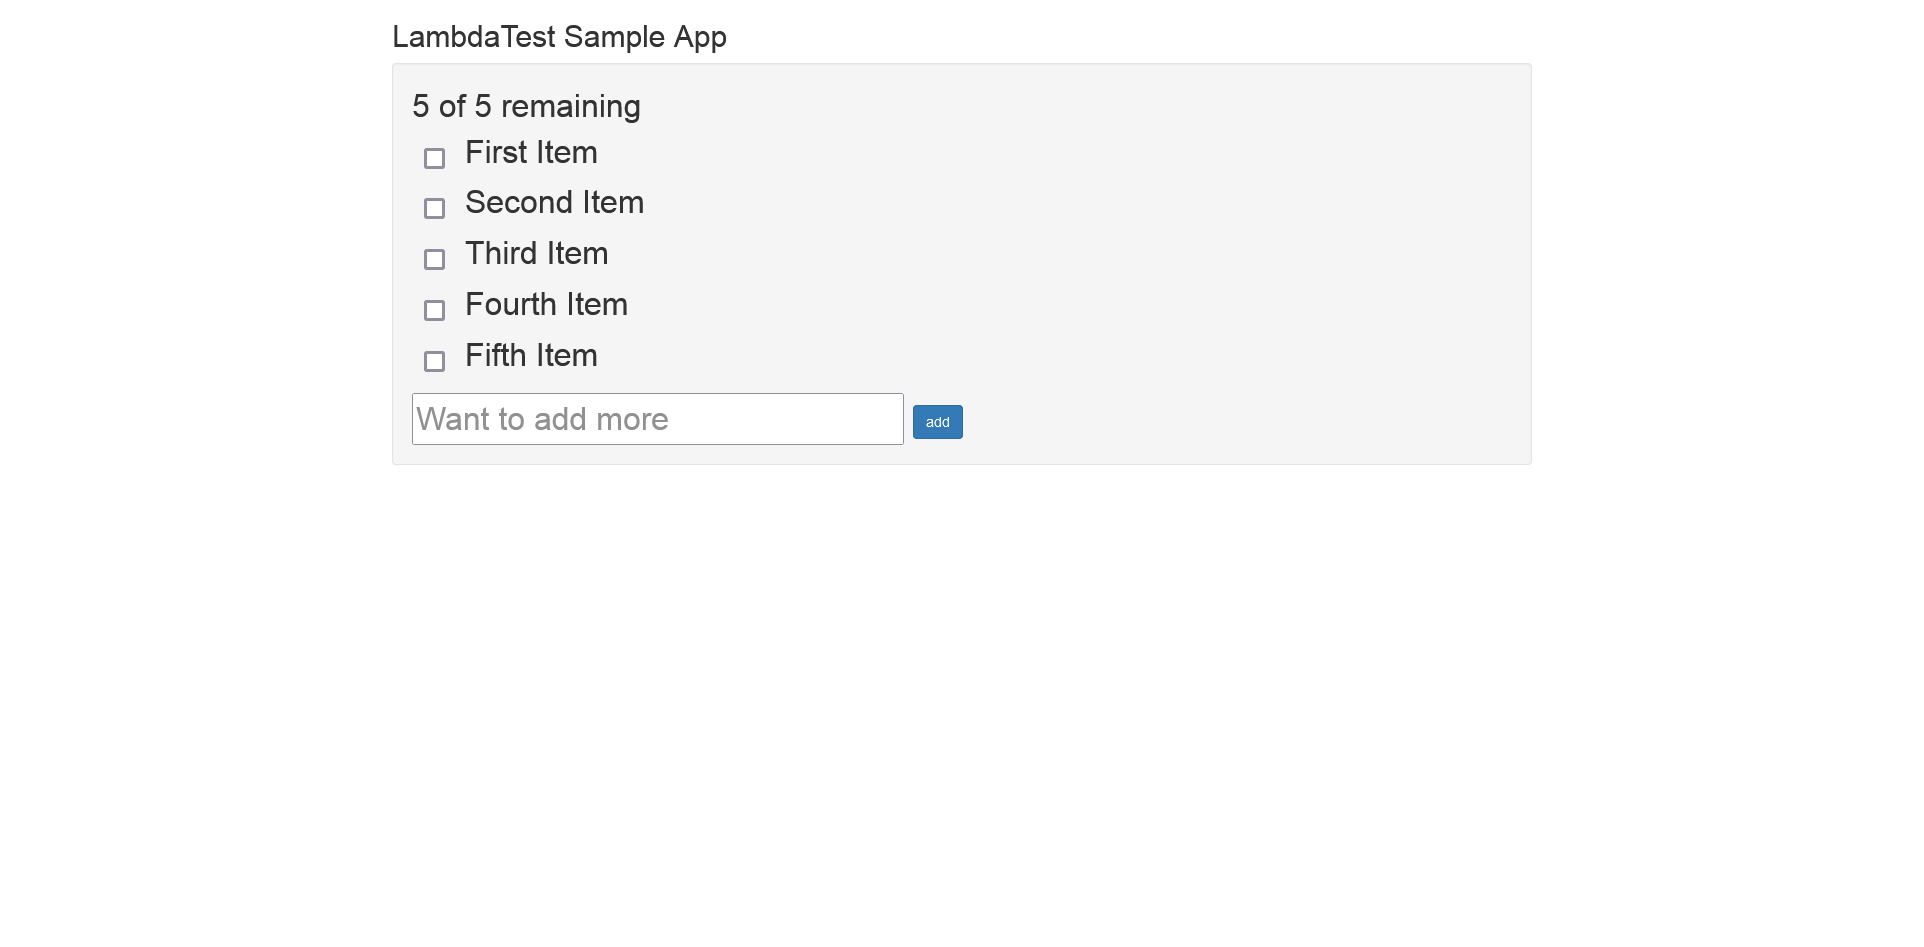 LambdaTest Sample App
5 of 5 remaining
First Item
Second Item
Third Item
Fourth Item
Fifth Item
Want to add more
add